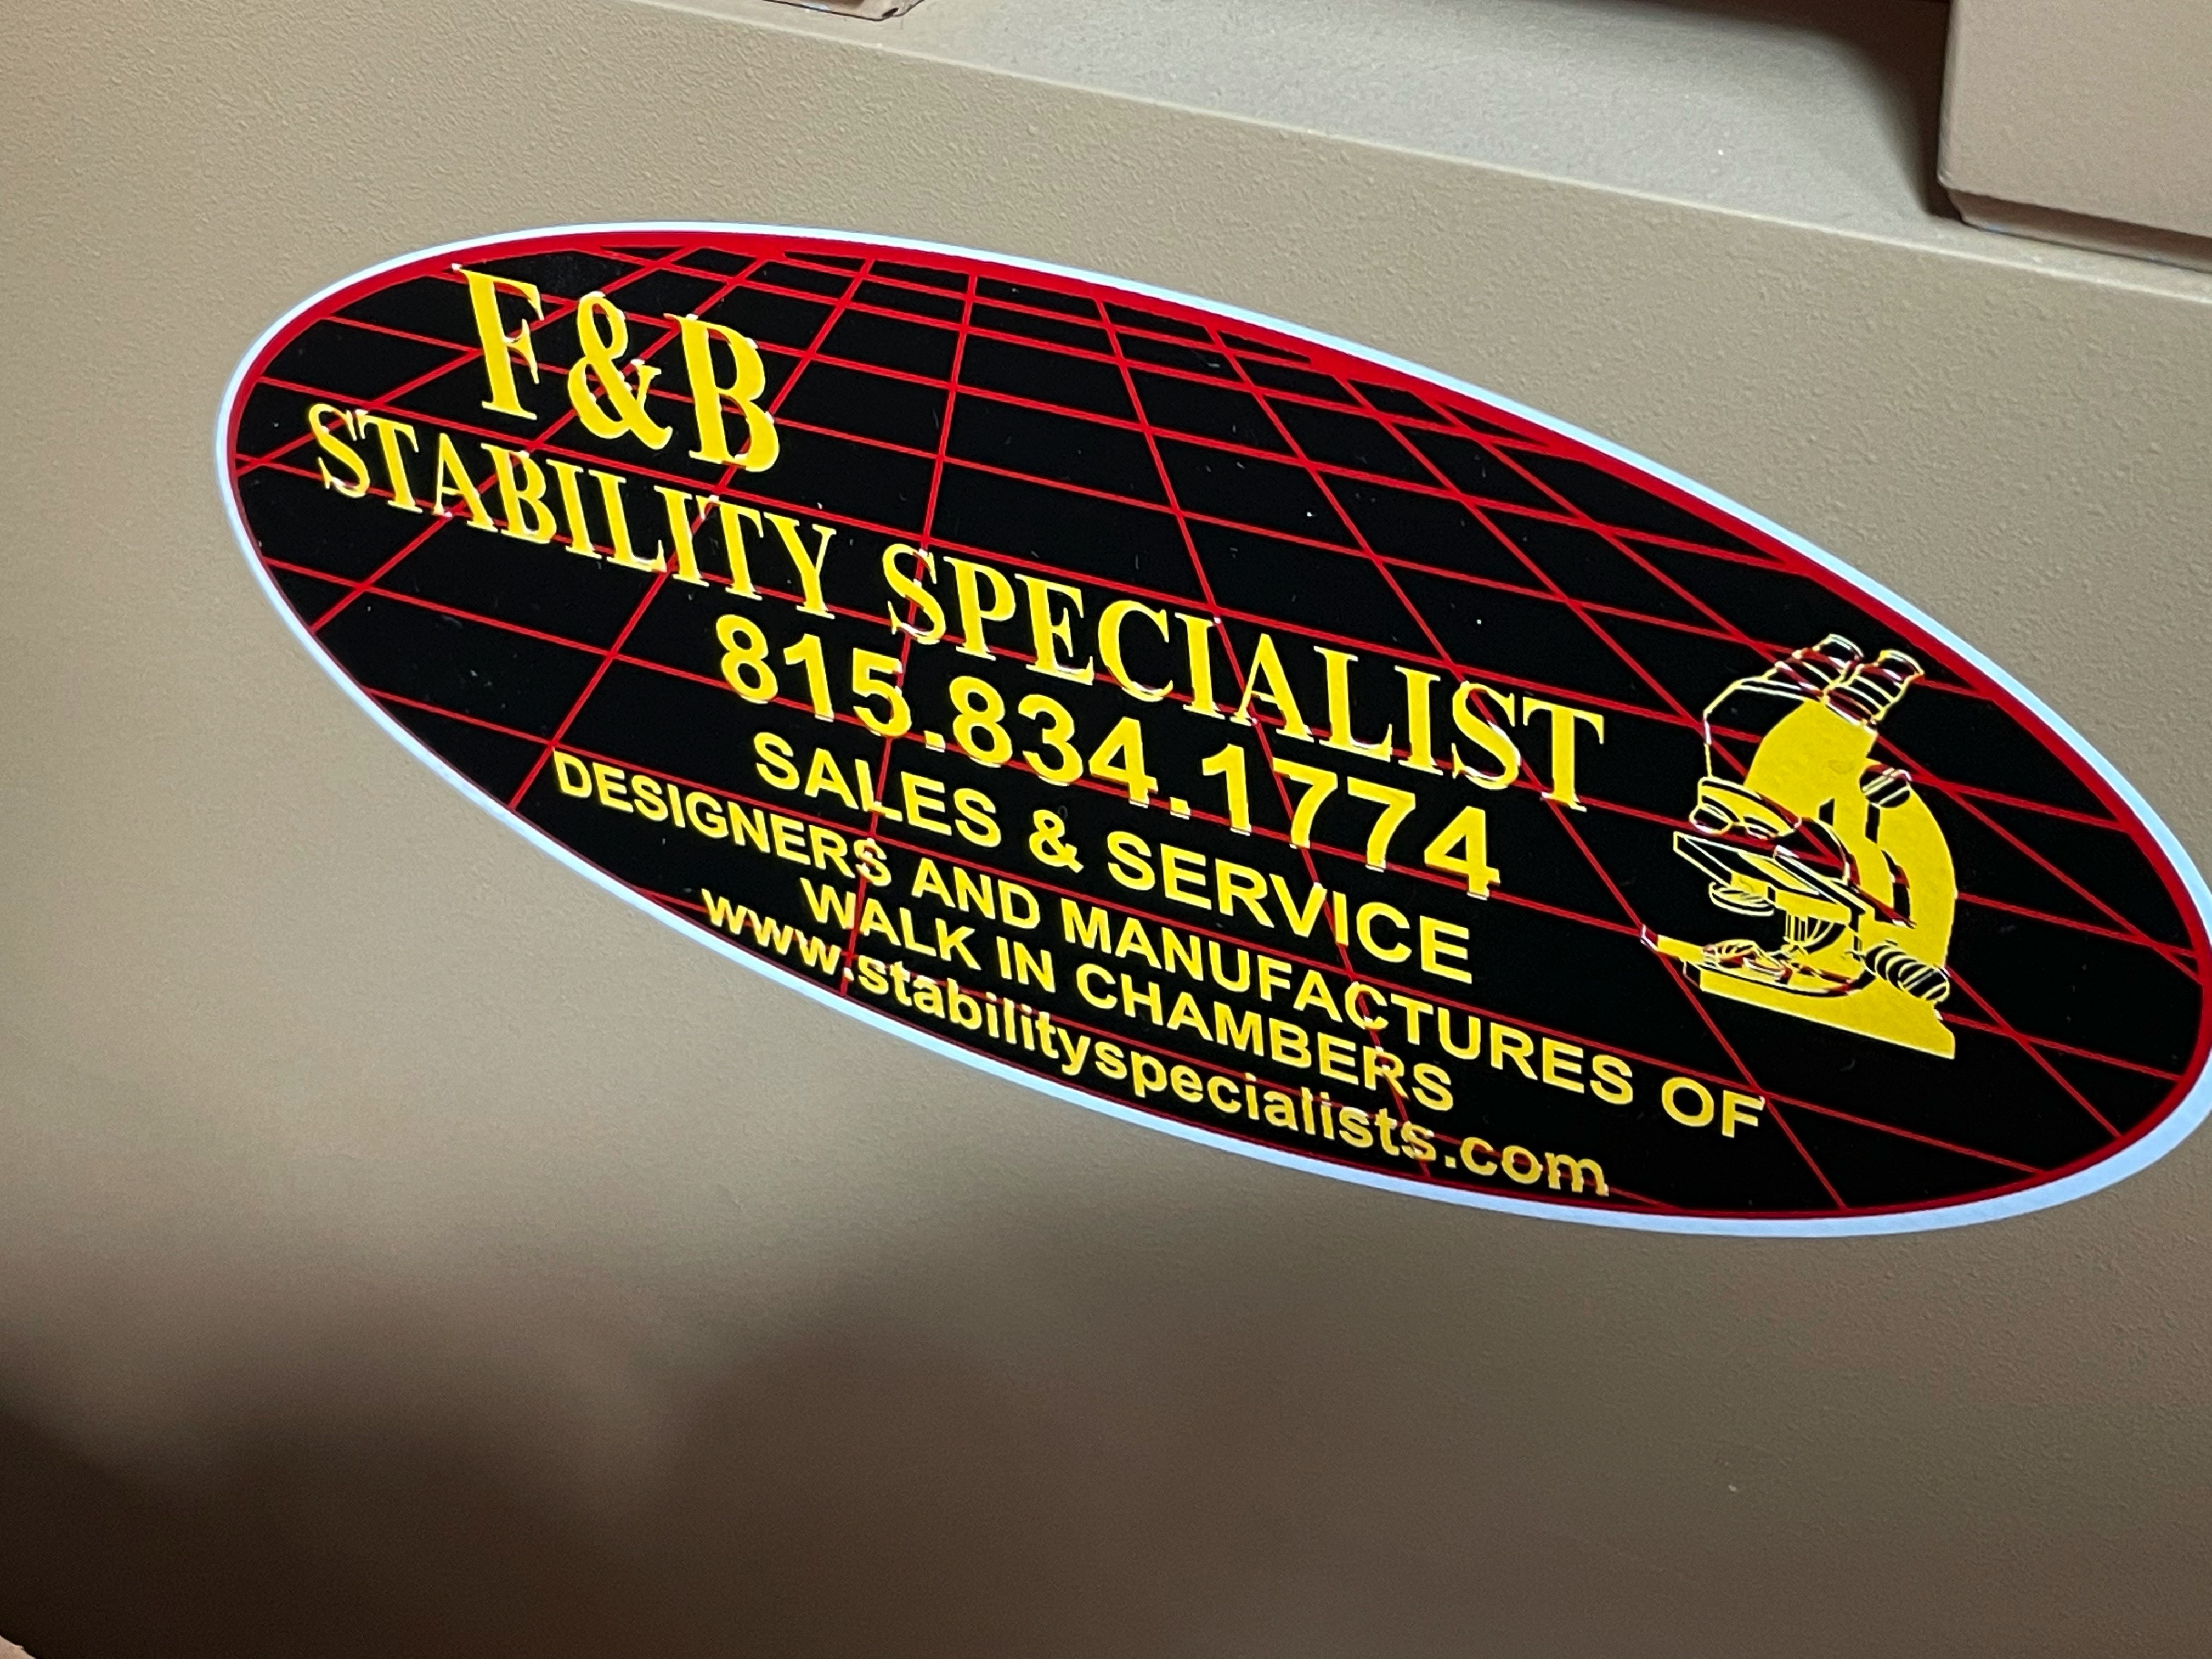 F&B
STABILITY SPECIALIST
815.834.1774
SALES & SERVICE
DESIGNERS AND MANUFACTURES OF
WALK IN CHAMBERS
www.stabilityspecialists.com